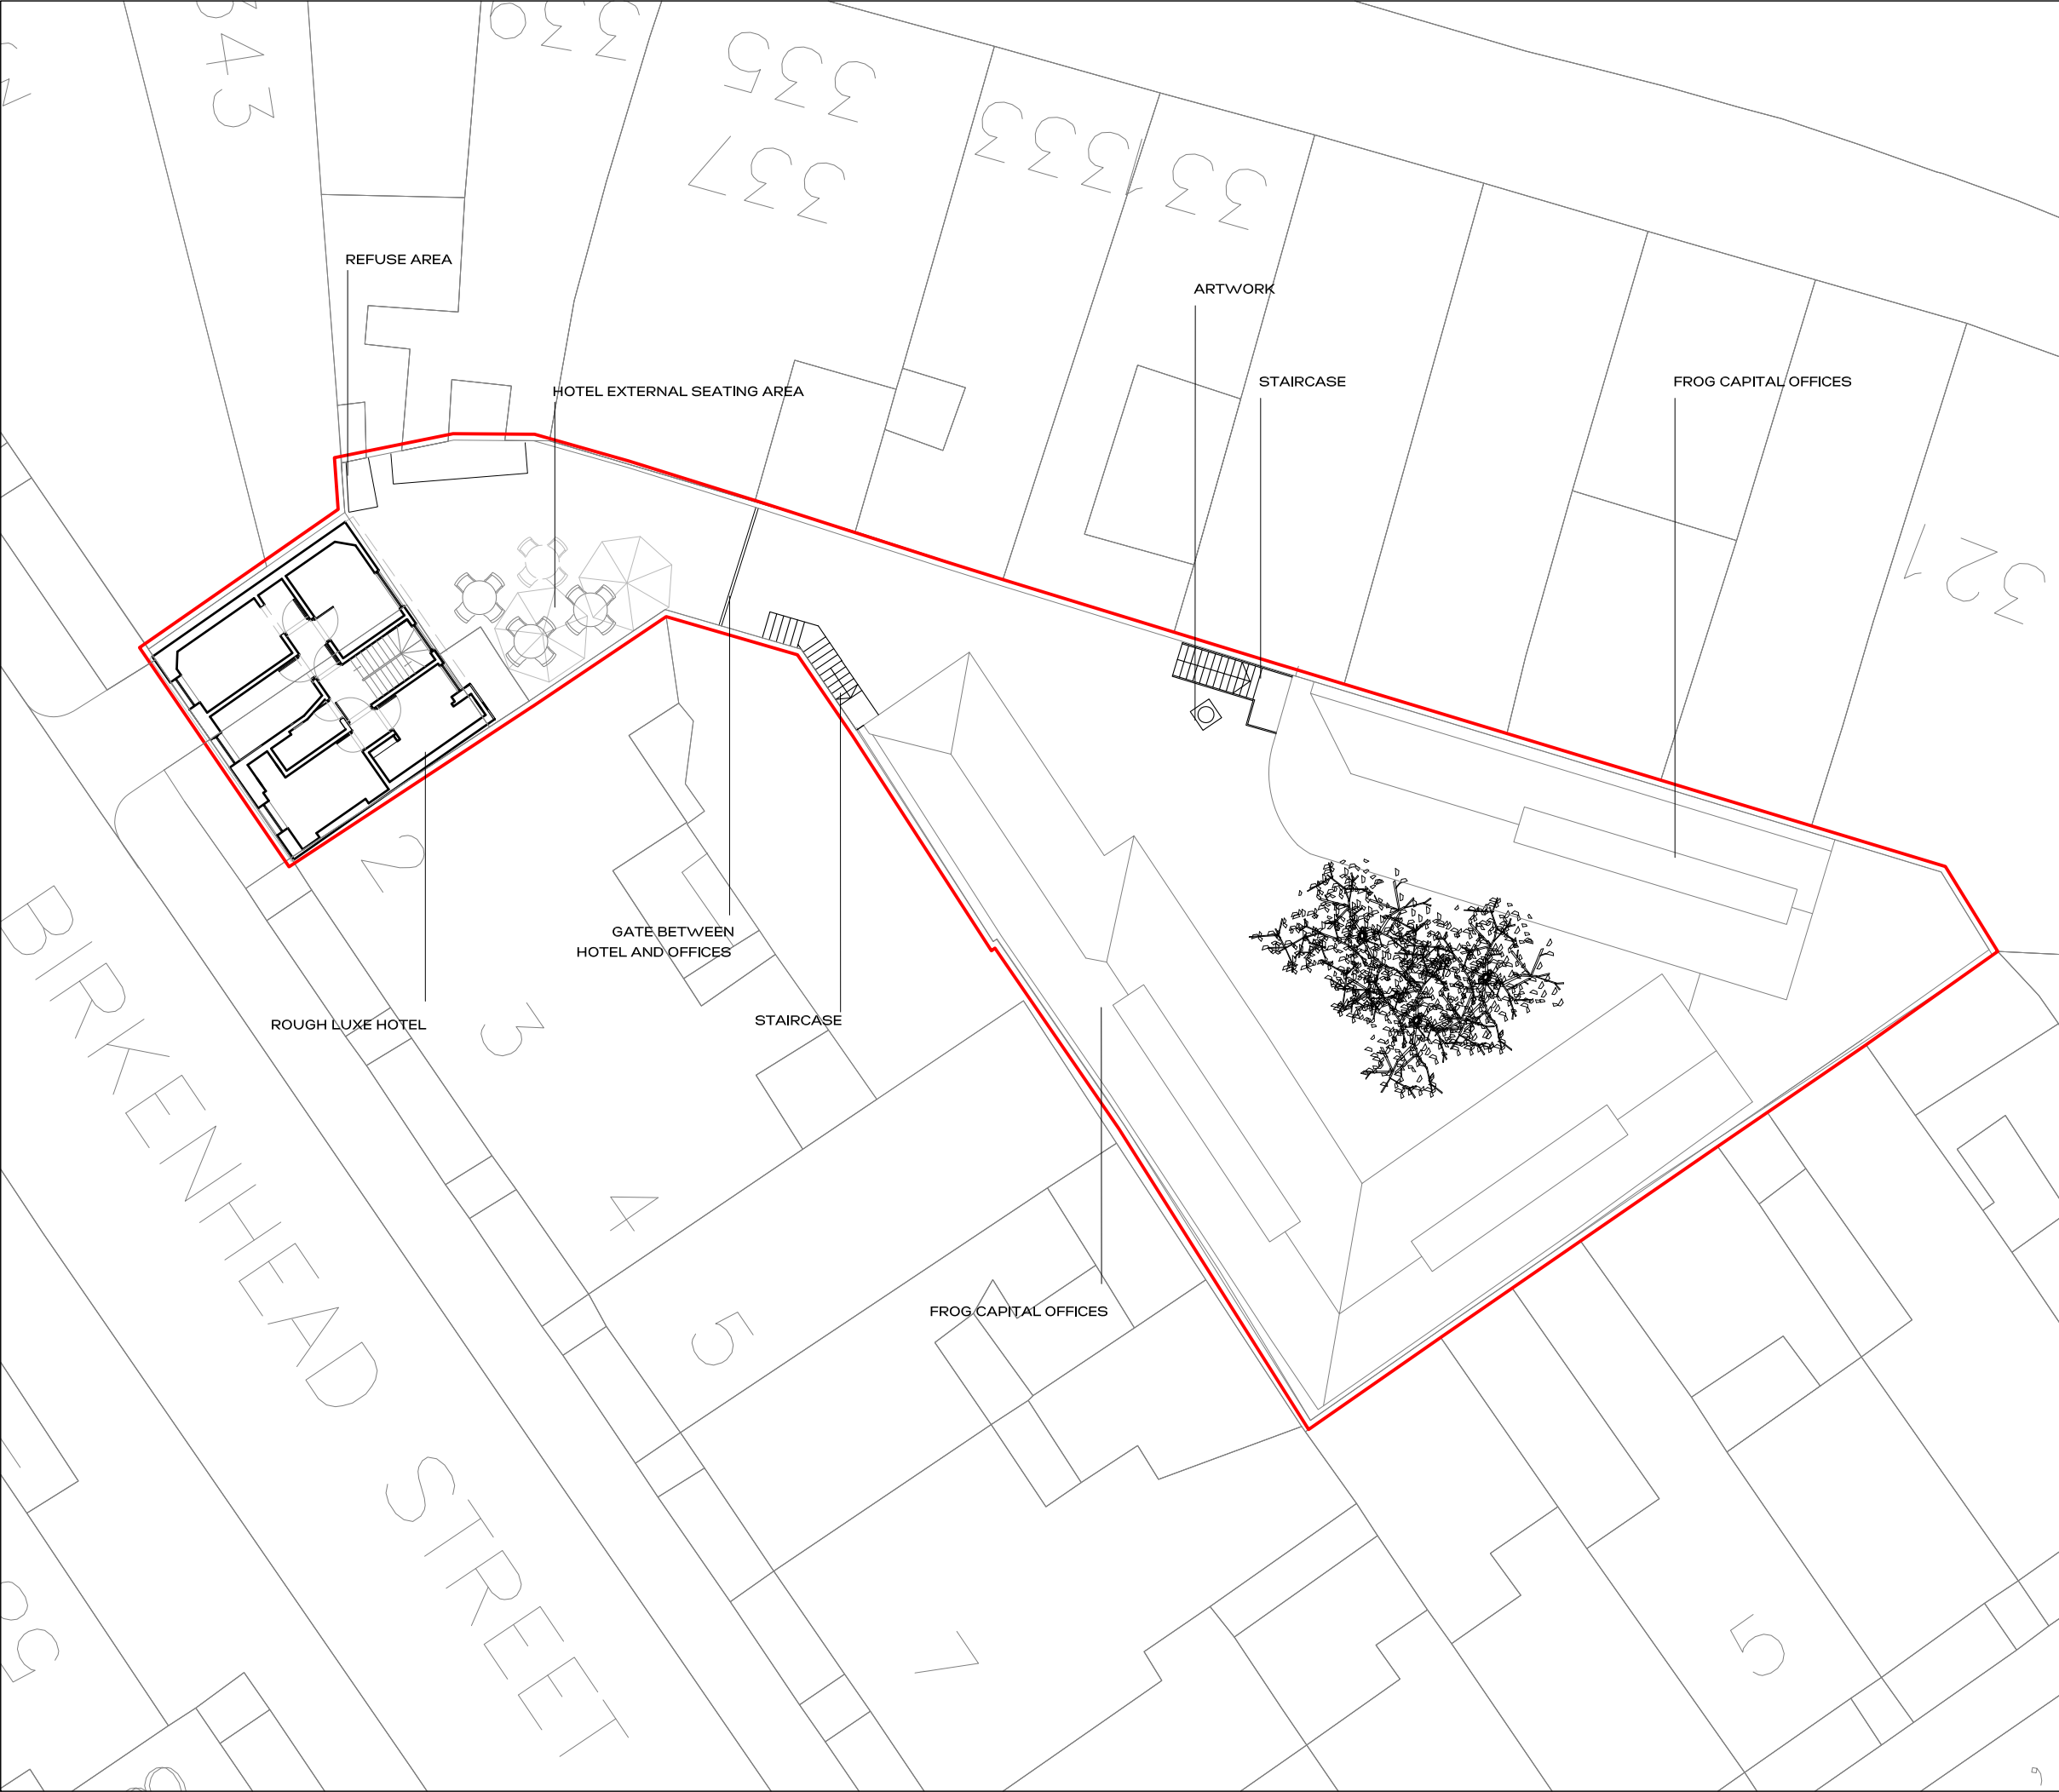 343
335
337
333
33
REFUSE AREA
ARTWORK
STAIRCASE
FROG CAPITAL OFFICES
HOTEL EXTERNAL SEATING AREA
321
2
GATE BETWEEN
HOTEL AND OFFICES
STAIRCASE
ROUGH LUXE HOTEL
3
4
FROG CAPITAL OFFICES
5
BIRKENHEAD STREET
7
5